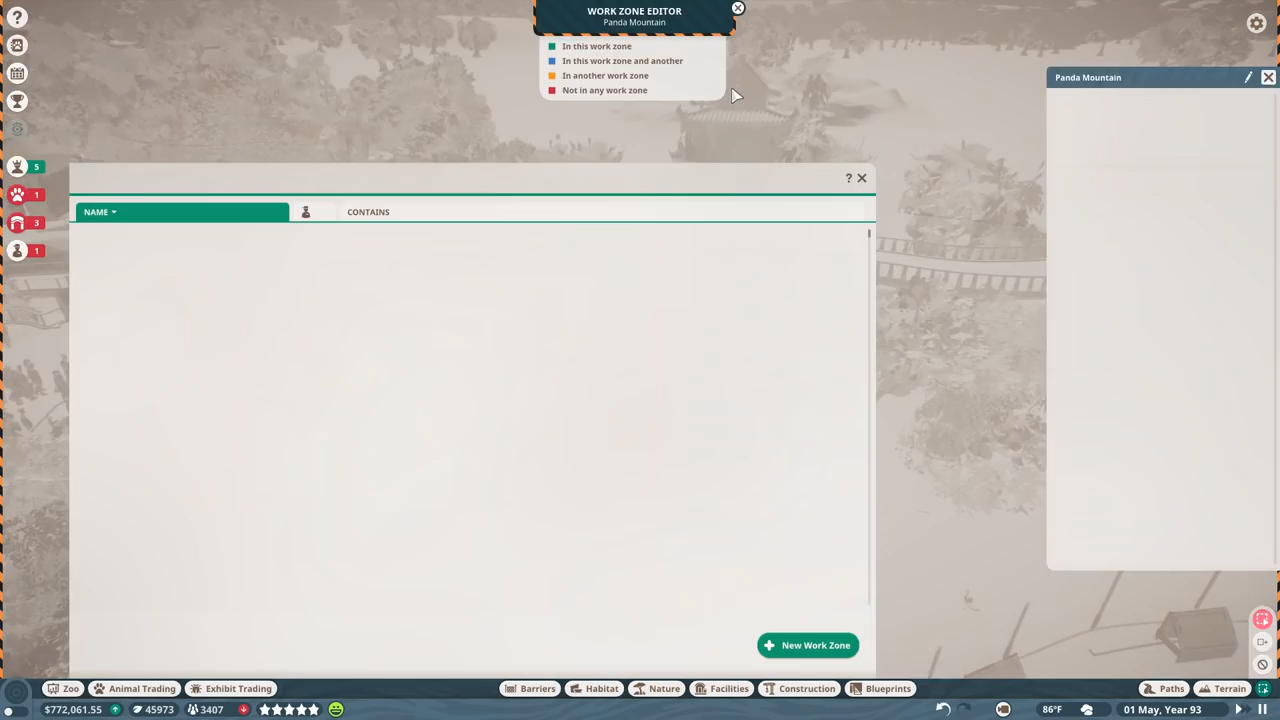 WORK ZONE EDITOR
Panda Mountain
In this work zone
In this work zone and another
In another work zone
Not in any work zone
Panda Mountain
5
1
3
1
?
?
NAME
CONTAINS
New Work Zone
Zoo
Animal Trading
Exhibit Trading
Barriers
Habitat
Nature
Facilities
Construction
Blueprints
Paths
Terrain
$772,061.55
45973
3407
86°F
01 May, Year 93